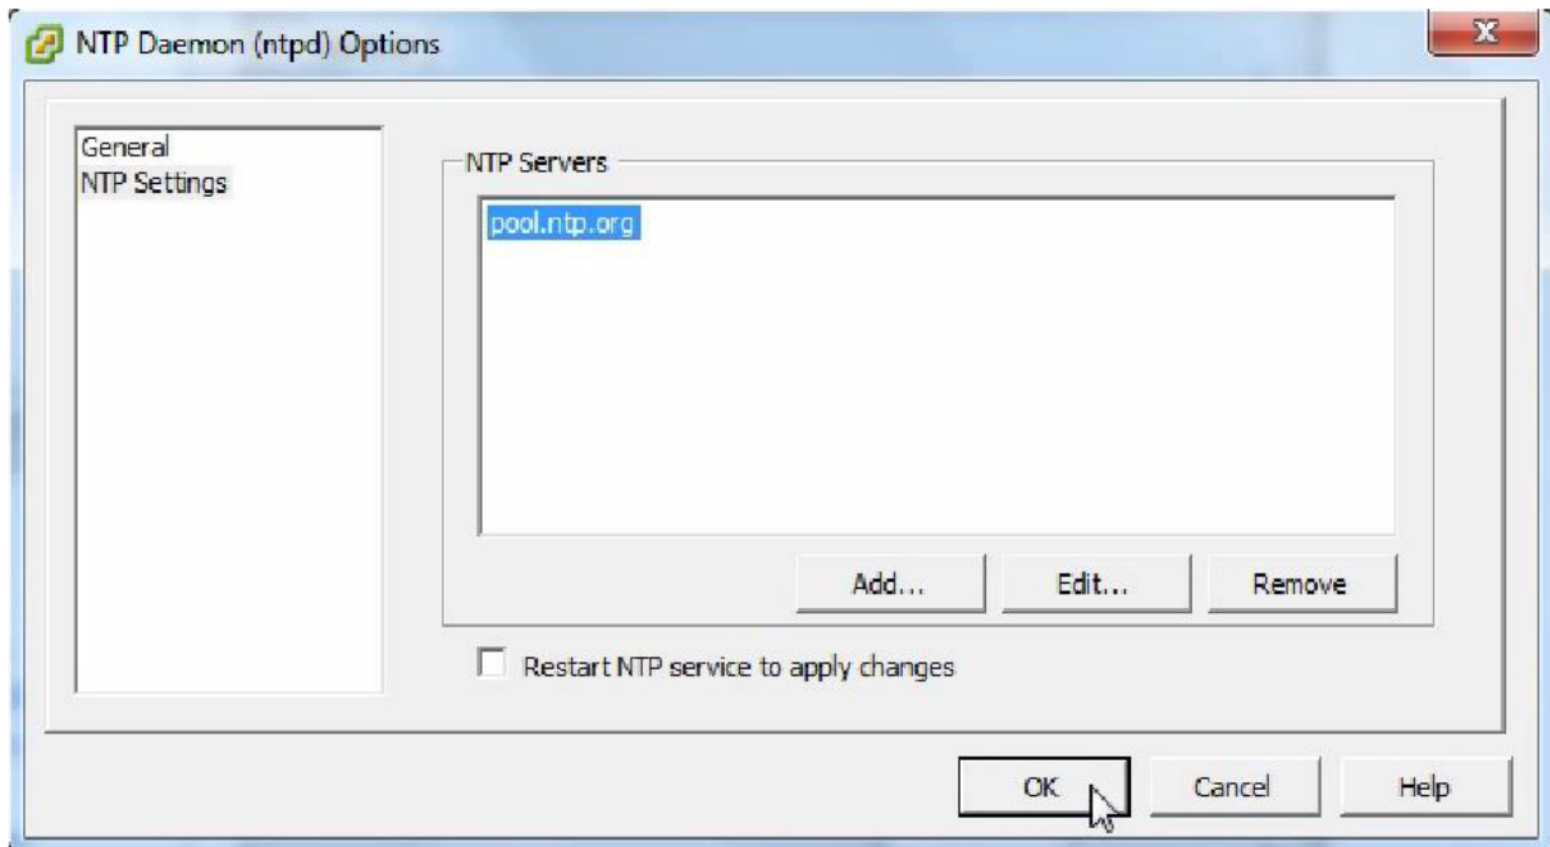 NTP Daemon (ntpd) Options
General
NTP Settings
NTP Servers
pool.ntp.org
Add...
Edit...
Remove
Restart NTP service to apply changes
OK
Cancel
Help